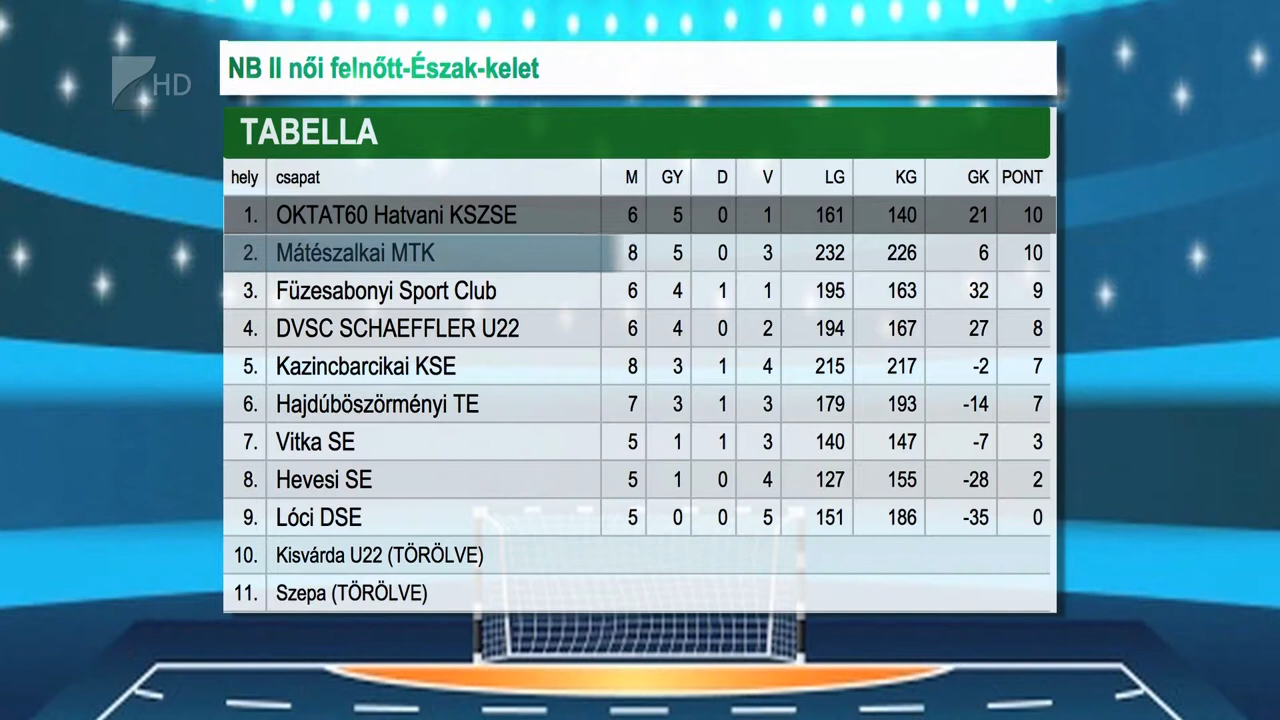 HD
NB II női felnőtt-Észak-kelet
TABELLA
hely csapat M GY D V LG KG GK PONT
1. OKTAT60 Hatvani KSZSE 6 5 0 1 161 140 21 10
2. Mátészalkai MTK 8 5 0 3 232 226 6 10
3. Füzesabonyi Sport Club 6 4 1 1 195 163 32 9
4. DVSC SCHAEFFLER U22 6 4 0 2 194 167 27 8
5. Kazincbarcikai KSE 8 3 1 4 215 217 -2 7
6. Hajdúböszörményi TE 7 3 1 3 179 193 -14 7
7. Vitka SE 5 1 1 3 140 147 -7 3
8. Hevesi SE 5 1 0 4 127 155 -28 2
9. Lóci DSE 5 0 0 5 151 186 -35 0
10. Kisvárda U22 (TÖRÖLVE)
11. Szepa (TÖRÖLVE)